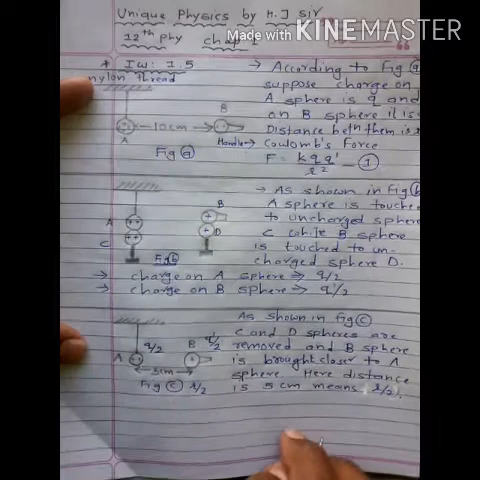 Unique Physics by H. J Sir
12th phy chap 1
Made with KINEMASTER
* Iw: 1.5
nylon thread
B
10cm
A
Handle→
Fig (a)
→ According to Fig (a)
suppose charge on
A sphere is q and
on B sphere it is
Distance betn them is r
Coulomb's Force
F = kqq'/r² — (1)
A
C
B
D
Fig (b)
→ As shown in Fig (b)
A sphere is touched
to uncharged sphere
C while B sphere
is touched to un-
charged sphere D.
→ charge on A sphere ⇒ q/2
→ charge on B sphere ⇒ q'/2
q/2
B q'/2
A
5cm
Fig (c) r/2
As shown in Fig (c)
C and D spheres are
removed and B sphere
is brought closer to A
sphere. Here distance
is 5 cm means r/2.